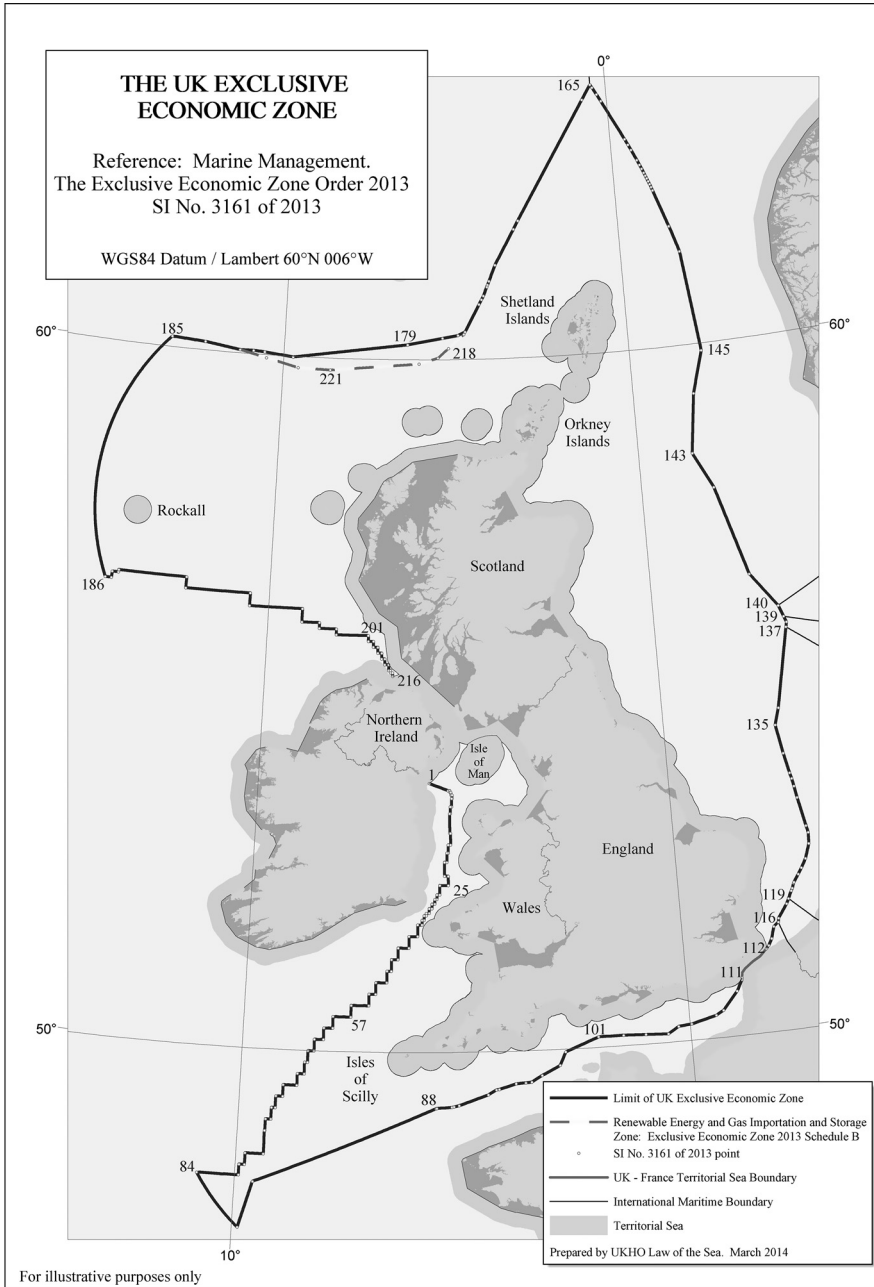 THE UK EXCLUSIVE
ECONOMIC ZONE
Reference: Marine Management.
The Exclusive Economic Zone Order 2013
SI No. 3161 of 2013
WGS84 Datum / Lambert 60°N 006°W
0°
165
Shetland
Islands
60°
185
179
218
60°
145
221
Orkney
Islands
143
Rockall
Scotland
186
140
201
139
137
216
Northern
Ireland
135
Isle
of
Man
1
England
25
119
Wales
116
112
111
50°
57
101
50°
Isles
of
Scilly
88
84
10°
Limit of UK Exclusive Economic Zone
Renewable Energy and Gas Importation and Storage
Zone: Exclusive Economic Zone 2013 Schedule B
SI No. 3161 of 2013 point
UK - France Territorial Sea Boundary
International Maritime Boundary
Territorial Sea
Prepared by UKHO Law of the Sea. March 2014
For illustrative purposes only